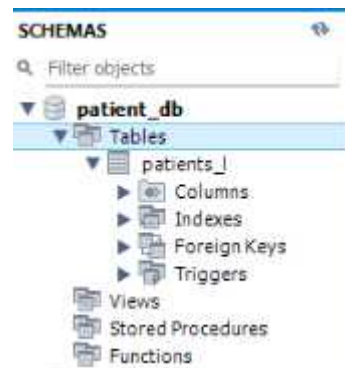 SCHEMAS
Filter objects
patient_db
Tables
patients_l
Columns
Indexes
Foreign Keys
Triggers
Views
Stored Procedures
Functions